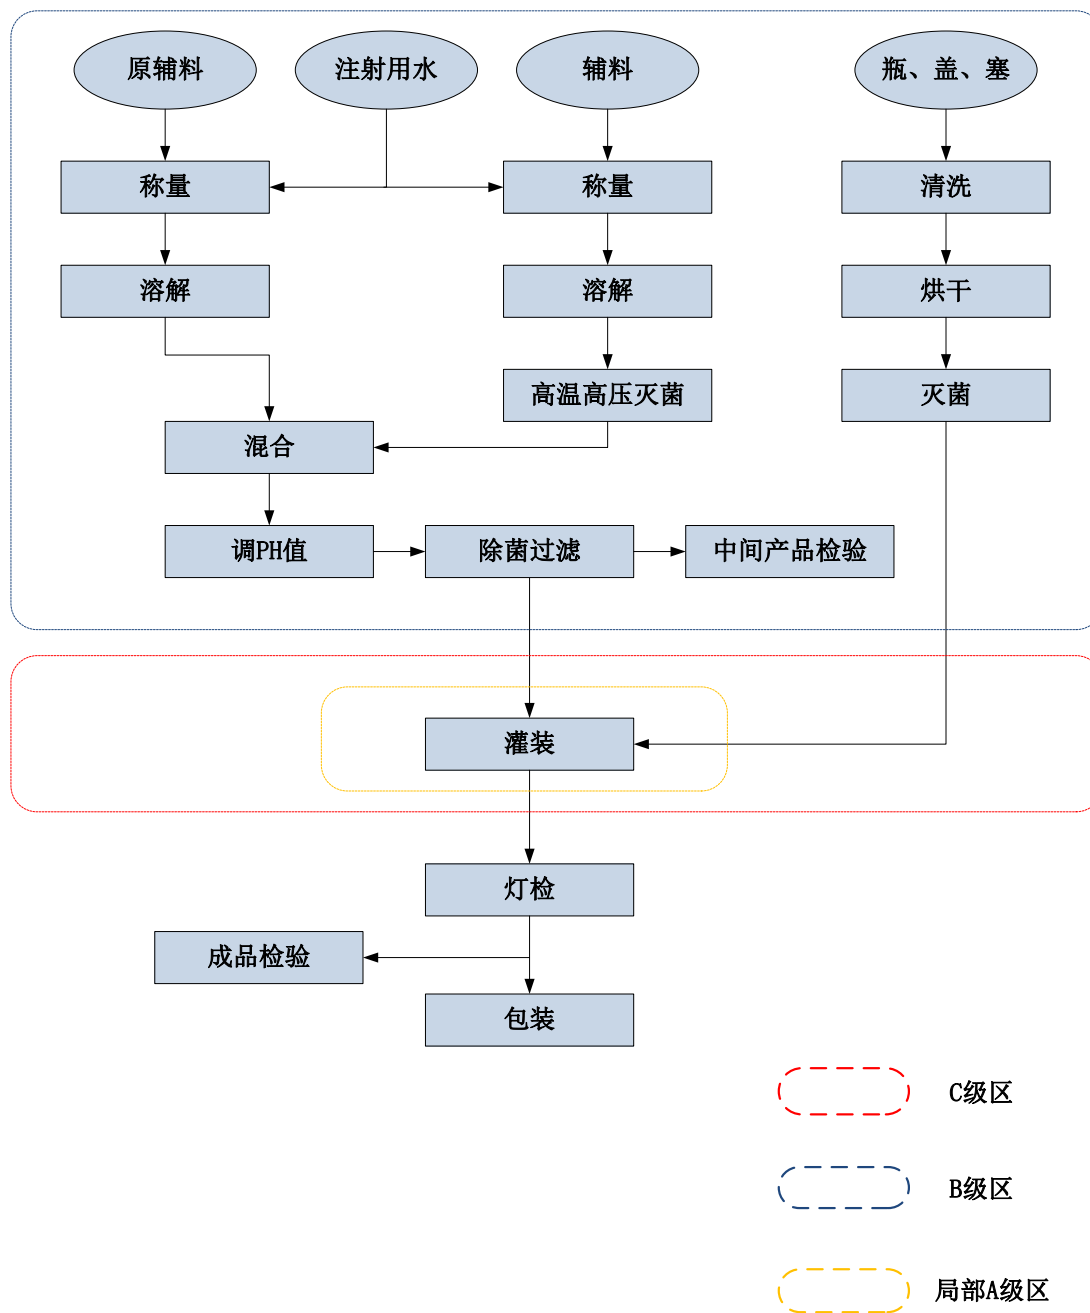 原辅料
注射用水
辅料
瓶、盖、塞
称量
称量
清洗
溶解
溶解
烘干
高温高压灭菌
灭菌
混合
调PH值
除菌过滤
中间产品检验
灌装
灯检
成品检验
包装
C级区
B级区
局部A级区